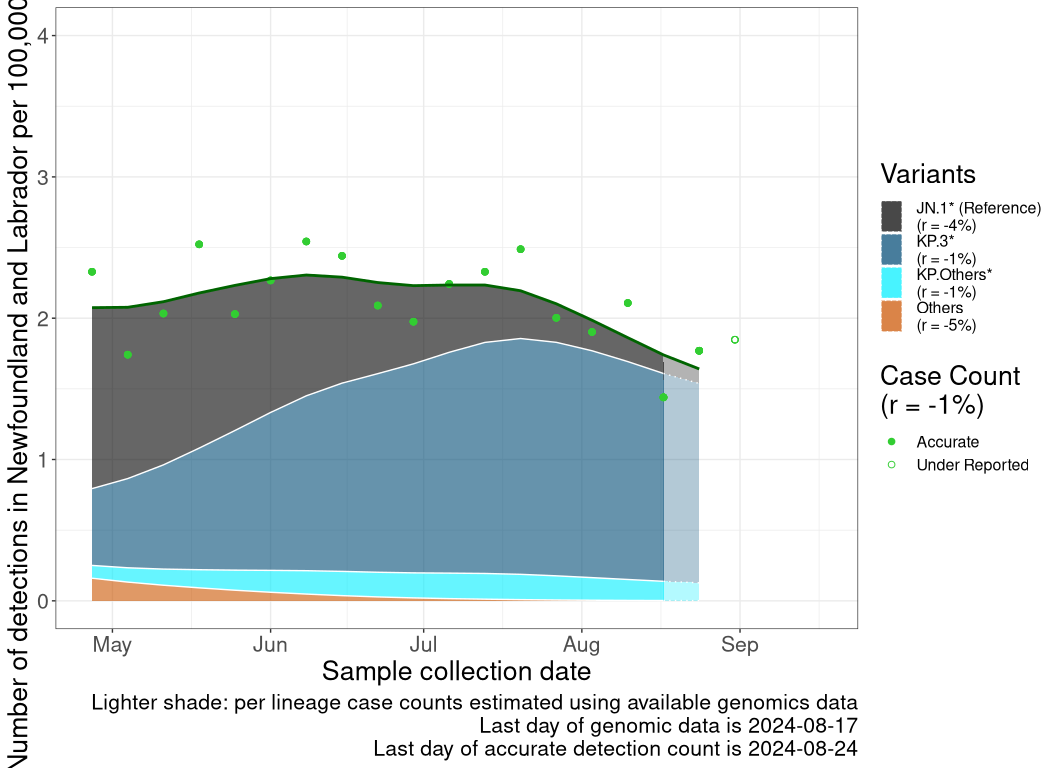 Number of detections in Newfoundland and Labrador per 100,000
4
3
2
1
0
May Jun Jul Aug Sep
Sample collection date
Lighter shade: per lineage case counts estimated using available genomics data
Last day of genomic data is 2024-08-17
Last day of accurate detection count is 2024-08-24
Variants
JN.1* (Reference)
(r = -4%)
KP.3*
(r = -1%)
KP.Others*
(r = -1%)
Others
(r = -5%)
Case Count
(r = -1%)
Accurate
Under Reported